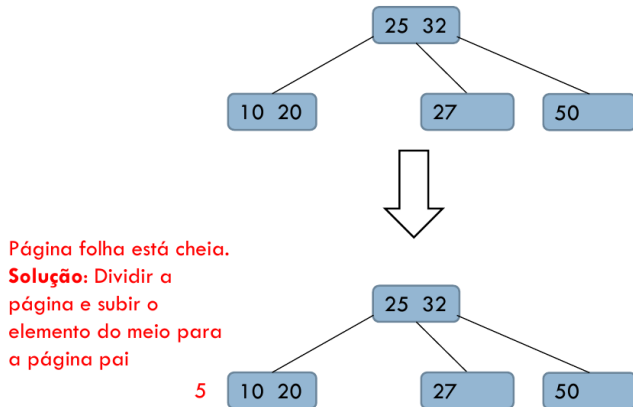 25 32
10 20
27
50
Página folha está cheia.
Solução: Dividir a
página e subir o
elemento do meio para
a página pai
25 32
5
10 20
27
50